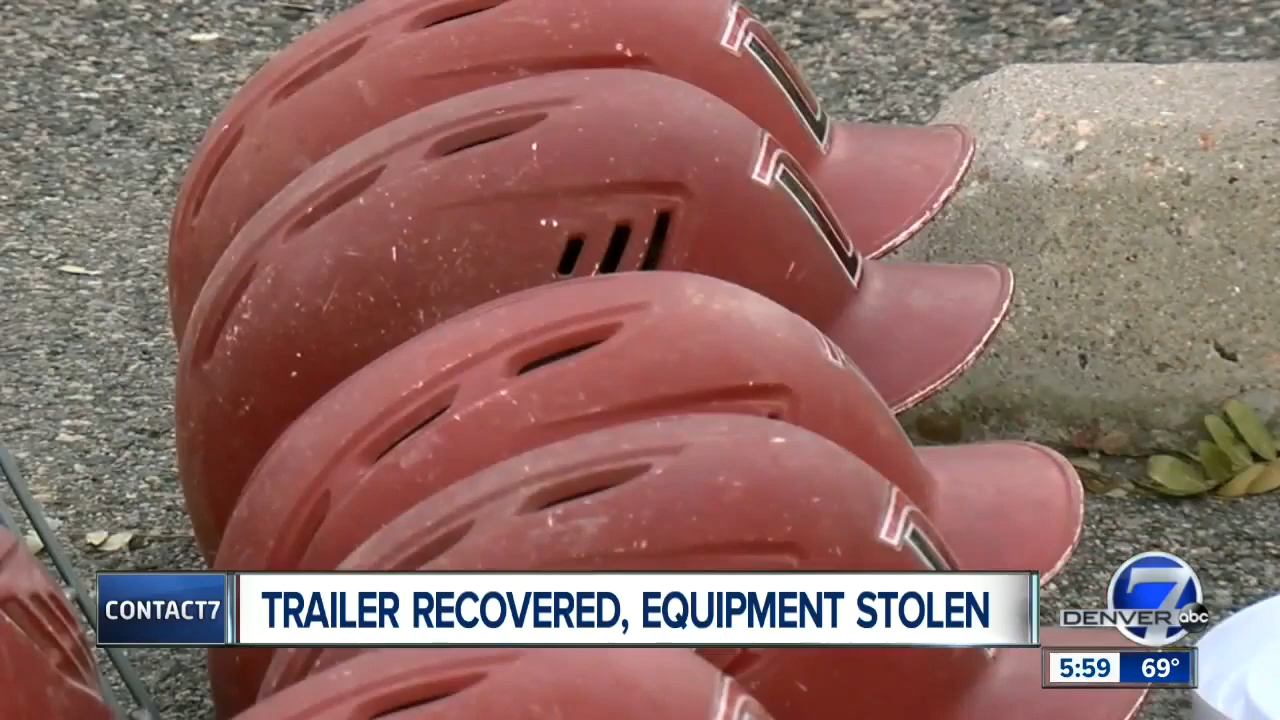 CONTACT7
TRAILER RECOVERED, EQUIPMENT STOLEN
DENVER 7 abc
5:59 69°